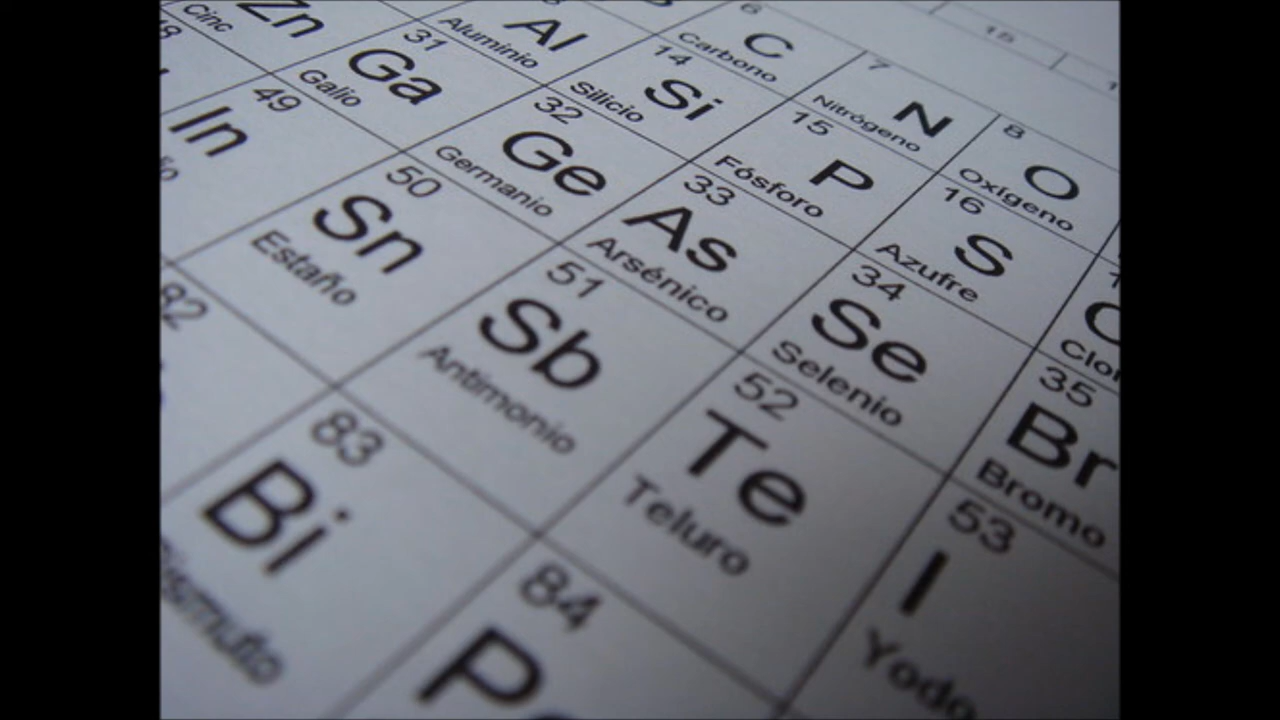 Zn
Cinc
Al
Aluminio
6
C
Carbono
7
N
Nitrógeno
8
O
Oxígeno
31
Ga
Galio
14
Si
Silicio
15
P
Fósforo
16
S
Azufre
49
In
32
Ge
Germanio
33
As
Arsénico
34
Se
Selenio
35
Br
Bromo
50
Sn
Estaño
51
Sb
Antimonio
52
Te
Teluro
53
I
Yodo
82
83
Bi
84